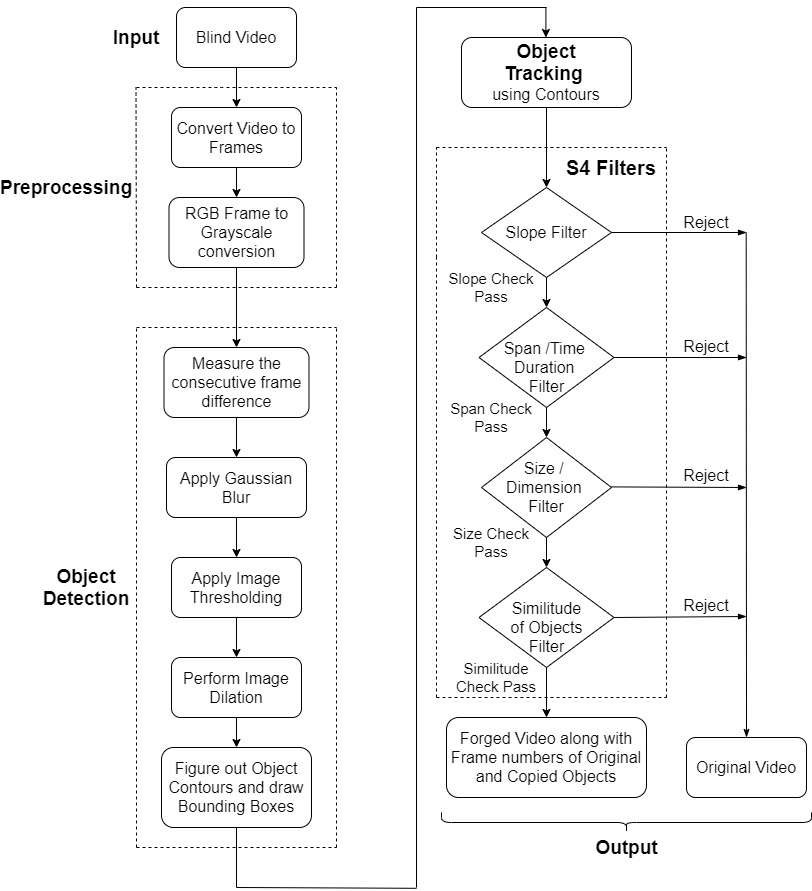 Input
Blind Video
Preprocessing
Convert Video to
Frames
RGB Frame to
Grayscale
conversion
Object
Detection
Measure the
consecutive frame
difference
Apply Gaussian
Blur
Apply Image
Thresholding
Perform Image
Dilation
Figure out Object
Contours and draw
Bounding Boxes
Object
Tracking
using Contours
S4 Filters
Slope Filter
Reject
Slope Check
Pass
Span /Time
Duration
Filter
Reject
Span Check
Pass
Size /
Dimension
Filter
Reject
Size Check
Pass
Similitude
of Objects
Filter
Reject
Similitude
Check Pass
Forged Video along with
Frame numbers of Original
and Copied Objects
Original Video
Output